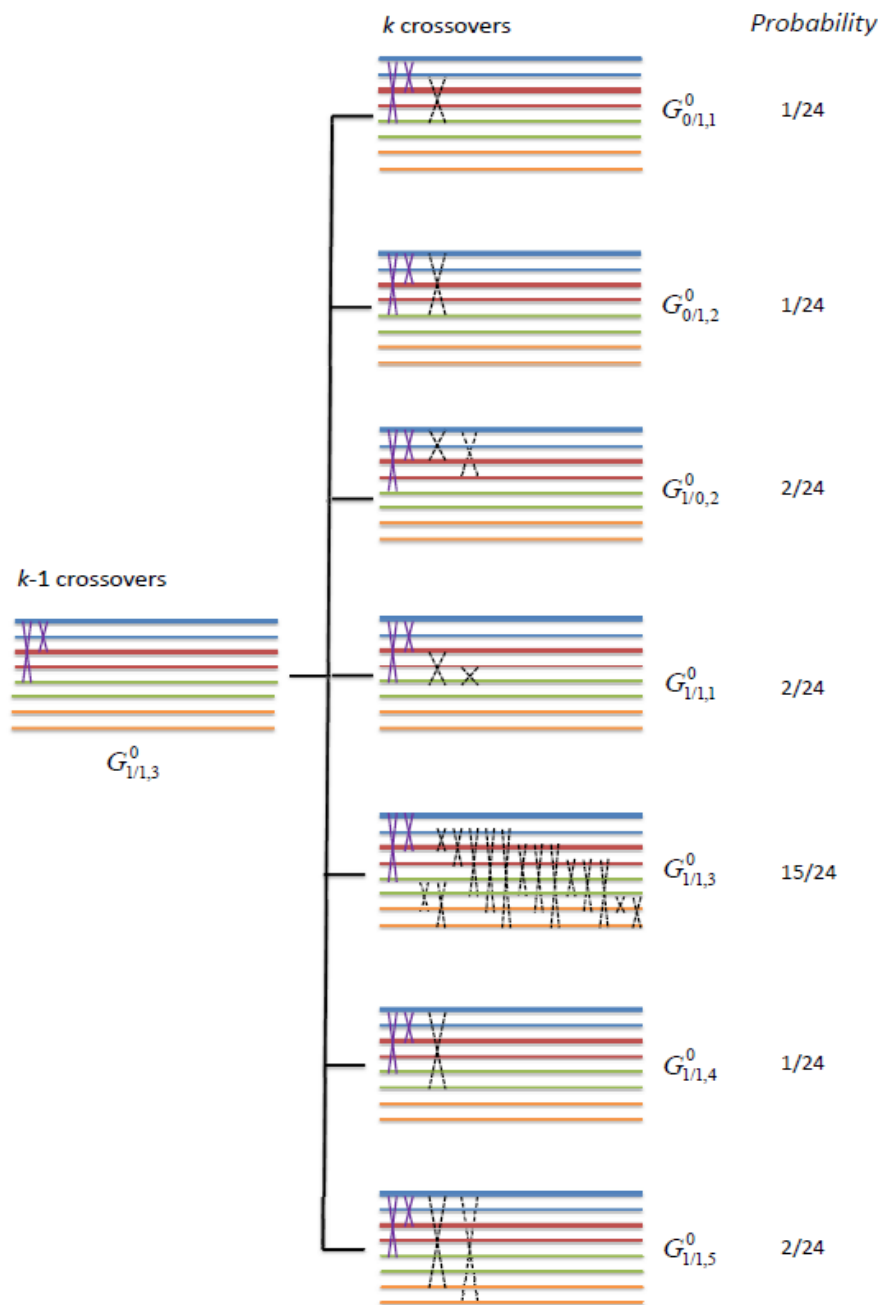 k crossovers Probability
G^0_{0/1,1} 1/24
G^0_{0/1,2} 1/24
G^0_{1/0,2} 2/24
k-1 crossovers
G^0_{1/1,3}
G^0_{1/1,1} 2/24
G^0_{1/1,3} 15/24
G^0_{1/1,4} 1/24
G^0_{1/1,5} 2/24